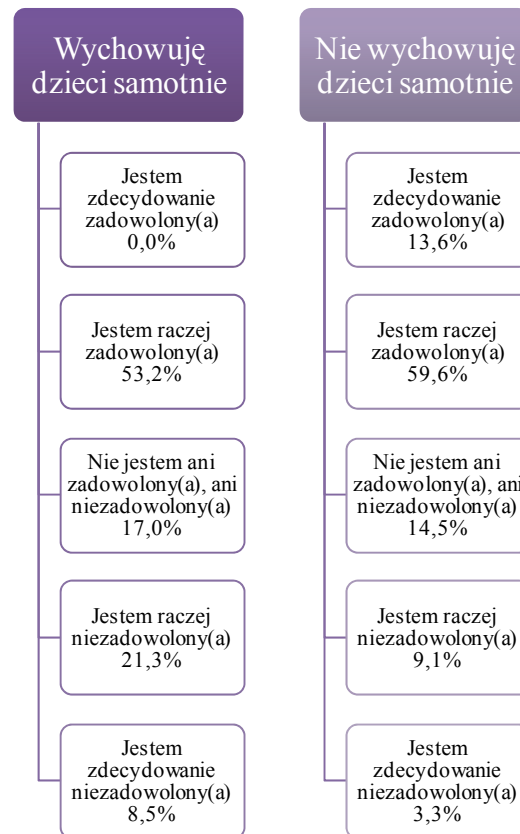 Wychowuję
dzieci samotnie
Jestem
zdecydowanie
zadowolony(a)
0,0%
Jestem raczej
zadowolony(a)
53,2%
Nie jestem ani
zadowolony(a), ani
niezadowolony(a)
17,0%
Jestem raczej
niezadowolony(a)
21,3%
Jestem
zdecydowanie
niezadowolony(a)
8,5%
Nie wychowuję
dzieci samotnie
Jestem
zdecydowanie
zadowolony(a)
13,6%
Jestem raczej
zadowolony(a)
59,6%
Nie jestem ani
zadowolony(a), ani
niezadowolony(a)
14,5%
Jestem raczej
niezadowolony(a)
9,1%
Jestem
zdecydowanie
niezadowolony(a)
3,3%